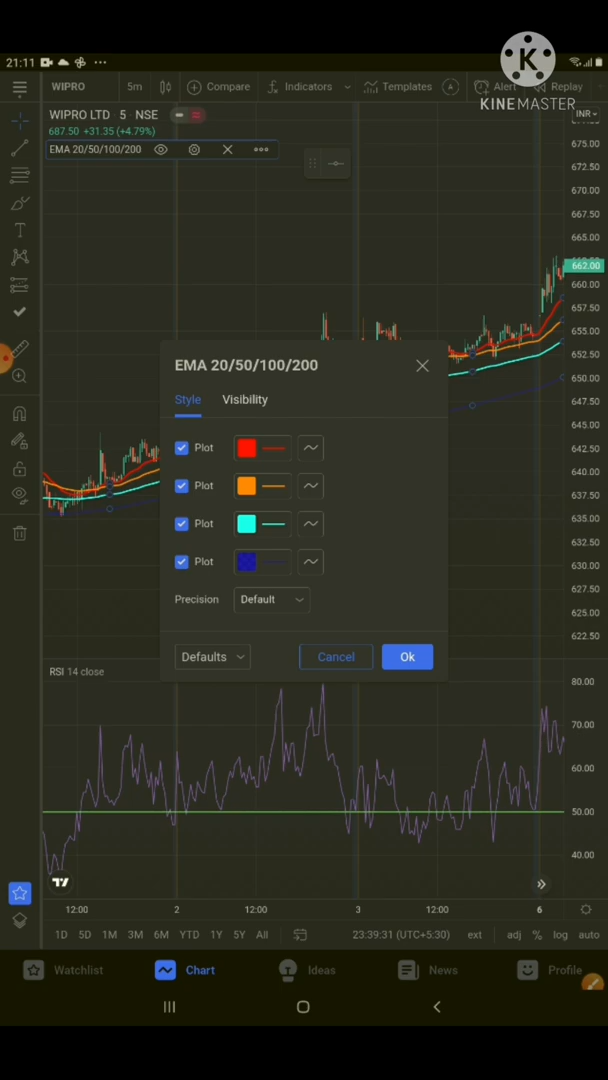 21:11
KINEMASTER
WIPRO 5m Compare Indicators Templates Alert Replay
WIPRO LTD · 5 · NSE
INR
687.50 +31.35 (+4.79%)
EMA 20/50/100/200
675.00
672.50
670.00
667.50
665.00
662.00
660.00
657.50
655.00
652.50
650.00
647.50
645.00
642.50
640.00
637.50
635.00
632.50
630.00
627.50
625.00
622.50
EMA 20/50/100/200
Style Visibility
Plot
Plot
Plot
Plot
Precision Default
Defaults Cancel Ok
RSI 14 close
80.00
70.00
60.00
50.00
40.00
12:00 2 12:00 3 12:00 6
1D 5D 1M 3M 6M YTD 1Y 5Y All 23:39:31 (UTC+5:30) ext adj % log auto
Watchlist Chart Ideas News Profile